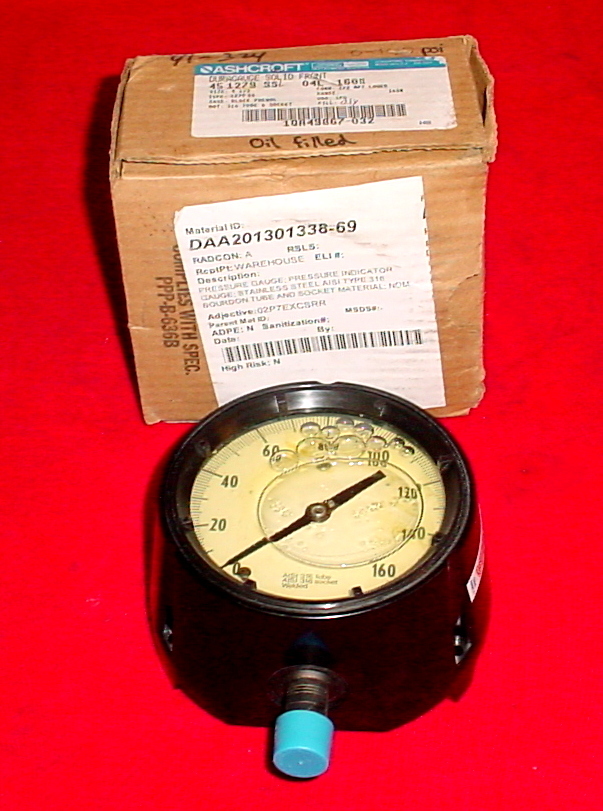 psi
ASHCROFT
DURAGAUGE SOLID FRONT
45 1279 SSL 04L 160#
10A49867-032
Oil filled
Material ID:
DAA201301338-69
RADCON: A RSLS:
RcptPt:WAREHOUSE ELI #:
Description:
PRESSURE GAUGE; PRESSURE INDICATOR
GAUGE; STAINLESS STEEL AISI TYPE 316
BOURDON TUBE AND SOCKET MATERIAL; NOM
Adjective:02P7EXCSRR
Parent Mat ID: MSDS#:
ADPE: N Sanitization#:
Date: By:
High Risk: N
COMPLIES WITH SPEC.
PPP-B-636B
0
20
40
60
100
120
140
160
AISI 316 tube
AISI 316 socket
Welded